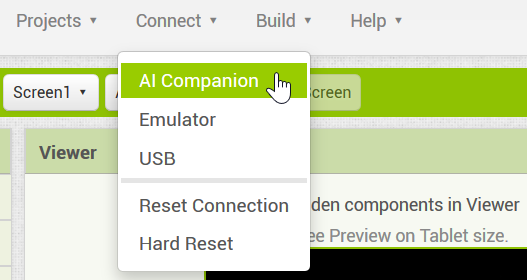 Projects Connect Build Help
AI Companion
Screen1 Screen
Emulator
Viewer USB
Reset Connection den components in Viewer
Hard Reset ee Preview on Tablet size.